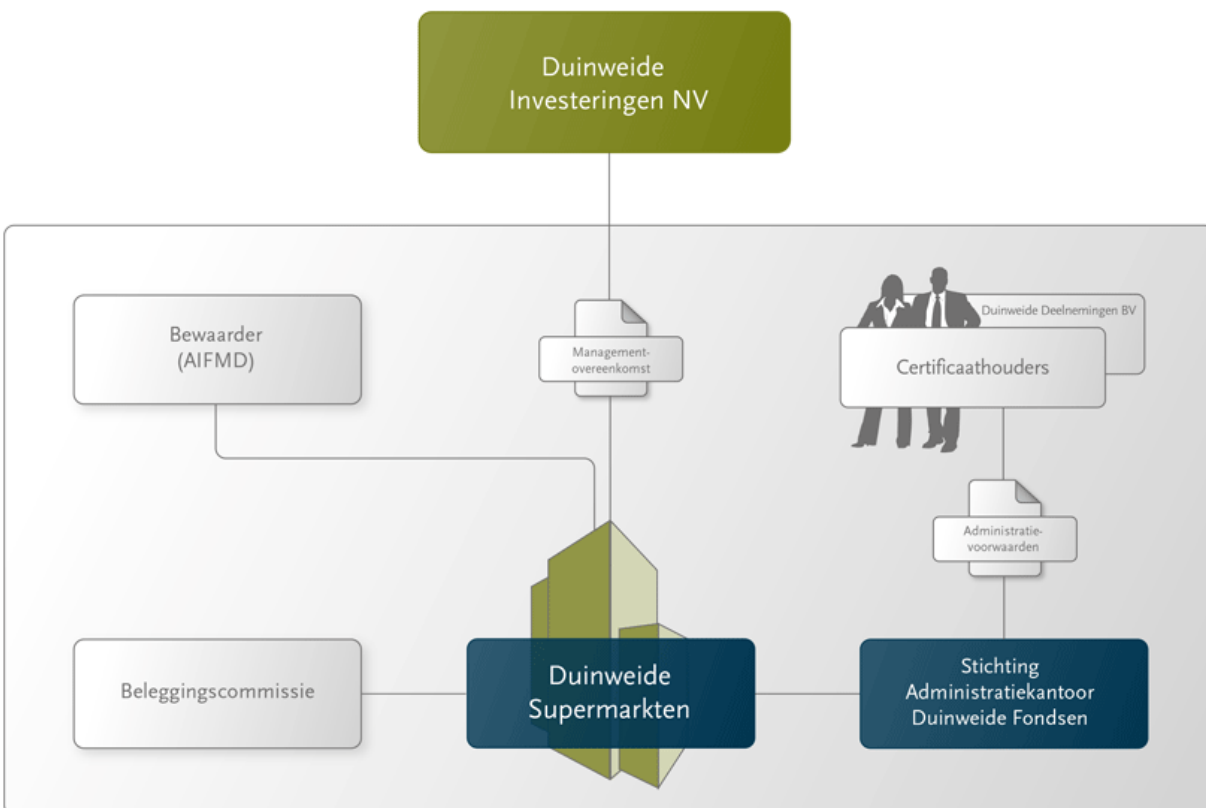 Duinweide
Investeringen NV
Bewaarder
(AIFMD)
Management-
overeenkomst
Duinweide Deelnemingen BV
Certificaathouders
Administratie-
voorwaarden
Beleggingscommissie
Duinweide
Supermarkten
Stichting
Administratiekantoor
Duinweide Fondsen